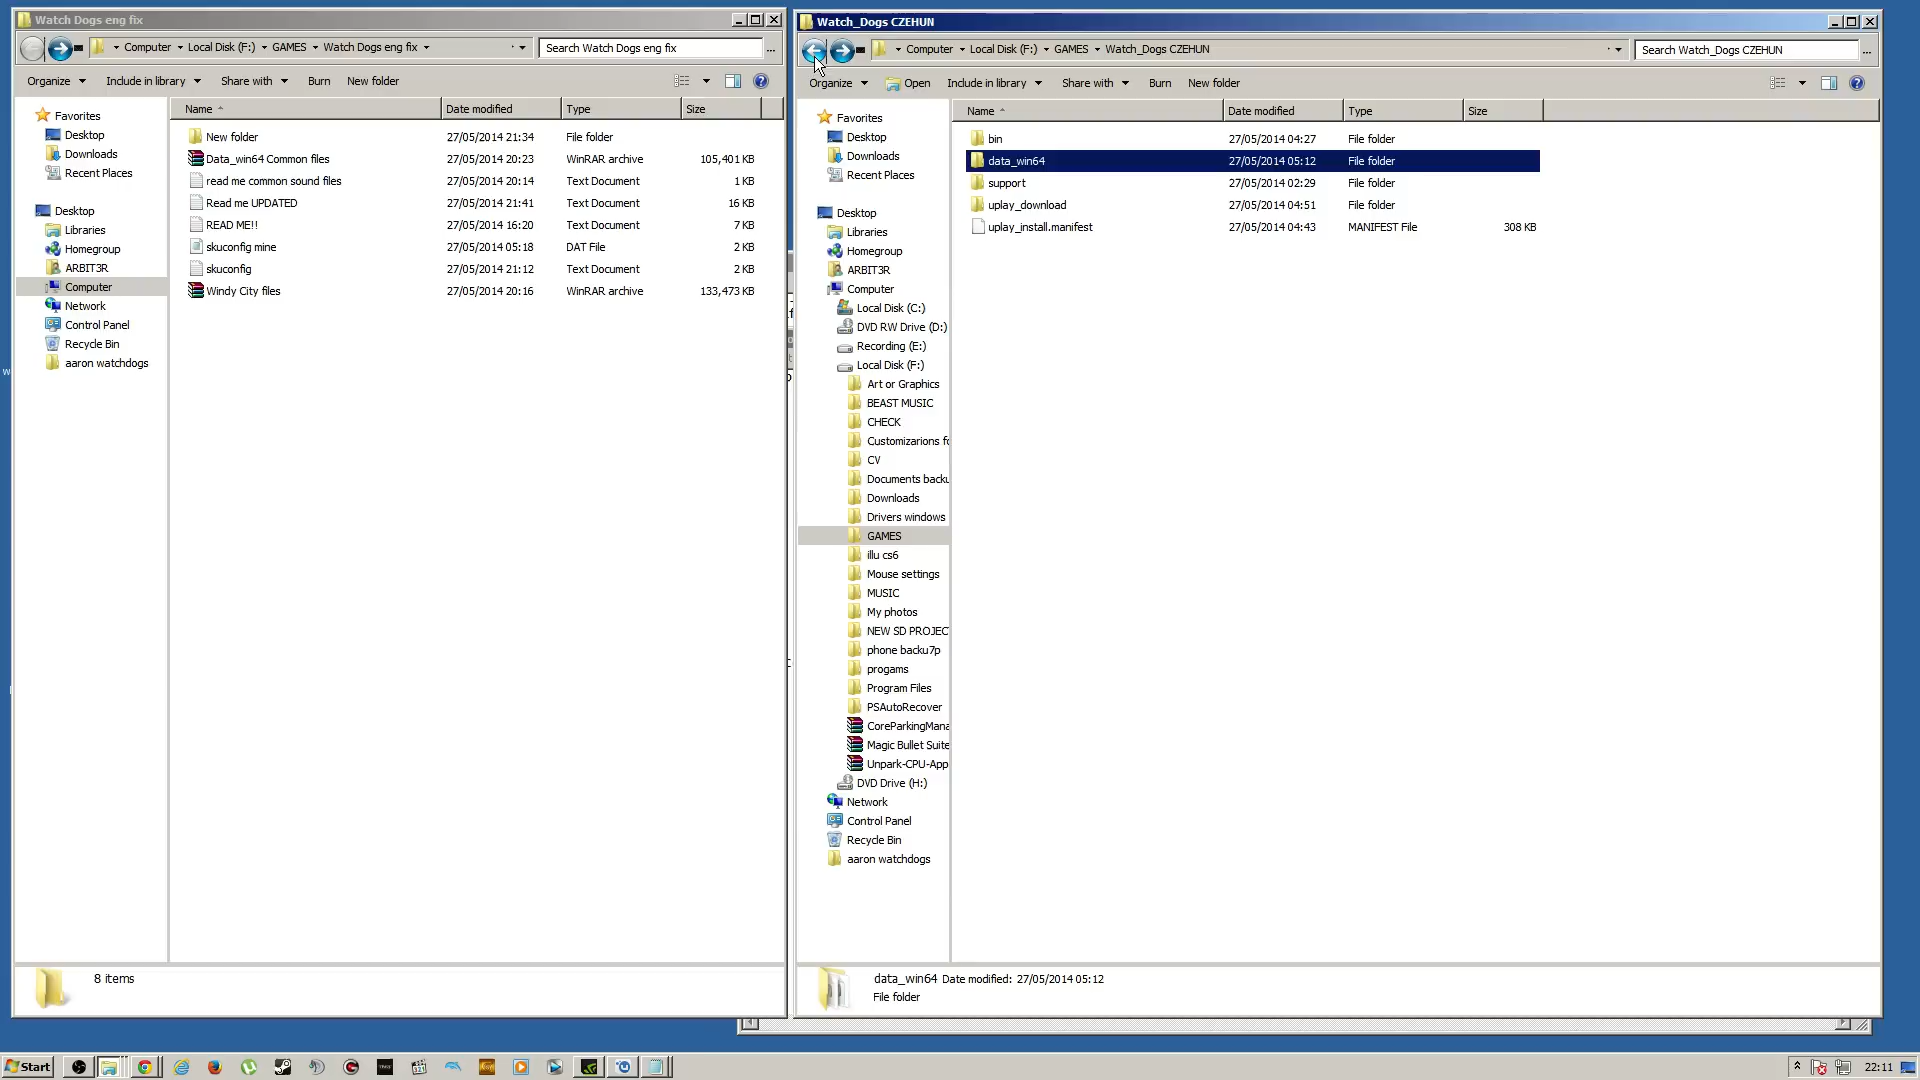 Watch Dogs eng fix
Computer Local Disk (F:) GAMES Watch Dogs eng fix
Search Watch Dogs eng fix
...
Organize Include in library Share with Burn New folder
Favorites
Desktop
Downloads
Recent Places
Desktop
Libraries
Homegroup
ARBIT3R
Computer
Network
Control Panel
Recycle Bin
aaron watchdogs
Name Date modified Type Size
New folder 27/05/2014 21:34 File folder
Data_win64 Common files 27/05/2014 20:23 WinRAR archive 105,401 KB
read me common sound files 27/05/2014 20:14 Text Document 1 KB
Read me UPDATED 27/05/2014 21:41 Text Document 16 KB
READ ME!! 27/05/2014 16:20 Text Document 7 KB
skuconfig mine 27/05/2014 05:18 DAT File 2 KB
skuconfig 27/05/2014 21:12 Text Document 2 KB
Windy City files 27/05/2014 20:16 WinRAR archive 133,473 KB
8 items
Watch_Dogs CZEHUN
Computer Local Disk (F:) GAMES Watch_Dogs CZEHUN
Search Watch_Dogs CZEHUN
...
Organize Open Include in library Share with Burn New folder
Favorites
Desktop
Downloads
Recent Places
Desktop
Libraries
Homegroup
ARBIT3R
Computer
Local Disk (C:)
DVD RW Drive (D:)
Recording (E:)
Local Disk (F:)
Art or Graphics
BEAST MUSIC
CHECK
Customizarions fo
CV
Documents backu
Downloads
Drivers windows
GAMES
illu cs6
Mouse settings
MUSIC
My photos
NEW SD PROJEC
phone backu7p
progams
Program Files
PSAutoRecover
CoreParkingMana
Magic Bullet Suite
Unpark-CPU-App
DVD Drive (H:)
Network
Control Panel
Recycle Bin
aaron watchdogs
Name Date modified Type Size
bin 27/05/2014 04:27 File folder
data_win64 27/05/2014 05:12 File folder
support 27/05/2014 02:29 File folder
uplay_download 27/05/2014 04:51 File folder
uplay_install.manifest 27/05/2014 04:43 MANIFEST File 308 KB
data_win64 Date modified: 27/05/2014 05:12
File folder
Start
22:11